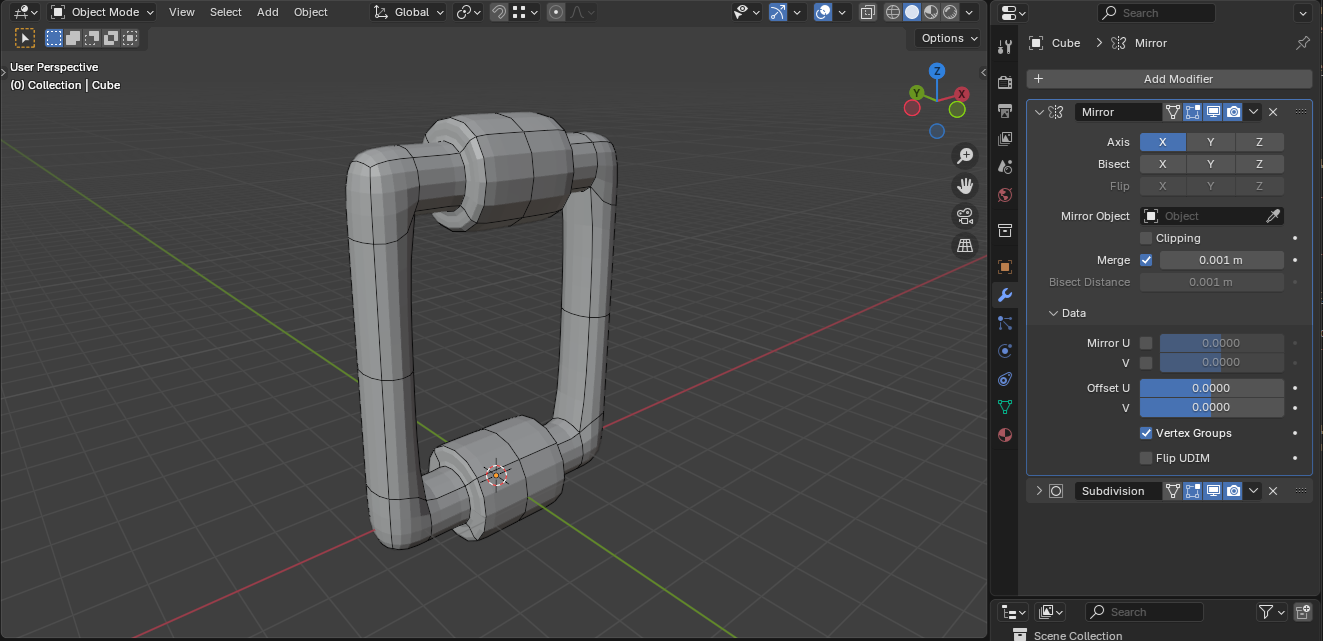 Object Mode View Select Add Object Global Search
Options
User Perspective
(0) Collection | Cube
Z
Y X
Cube > Mirror
+ Add Modifier
Mirror
Axis X Y Z
Bisect X Y Z
Flip X Y Z
Mirror Object Object
Clipping
Merge 0.001 m
Bisect Distance 0.001 m
Data
Mirror U 0.0000
V 0.0000
Offset U 0.0000
V 0.0000
Vertex Groups
Flip UDIM
Subdivision
Search
Scene Collection